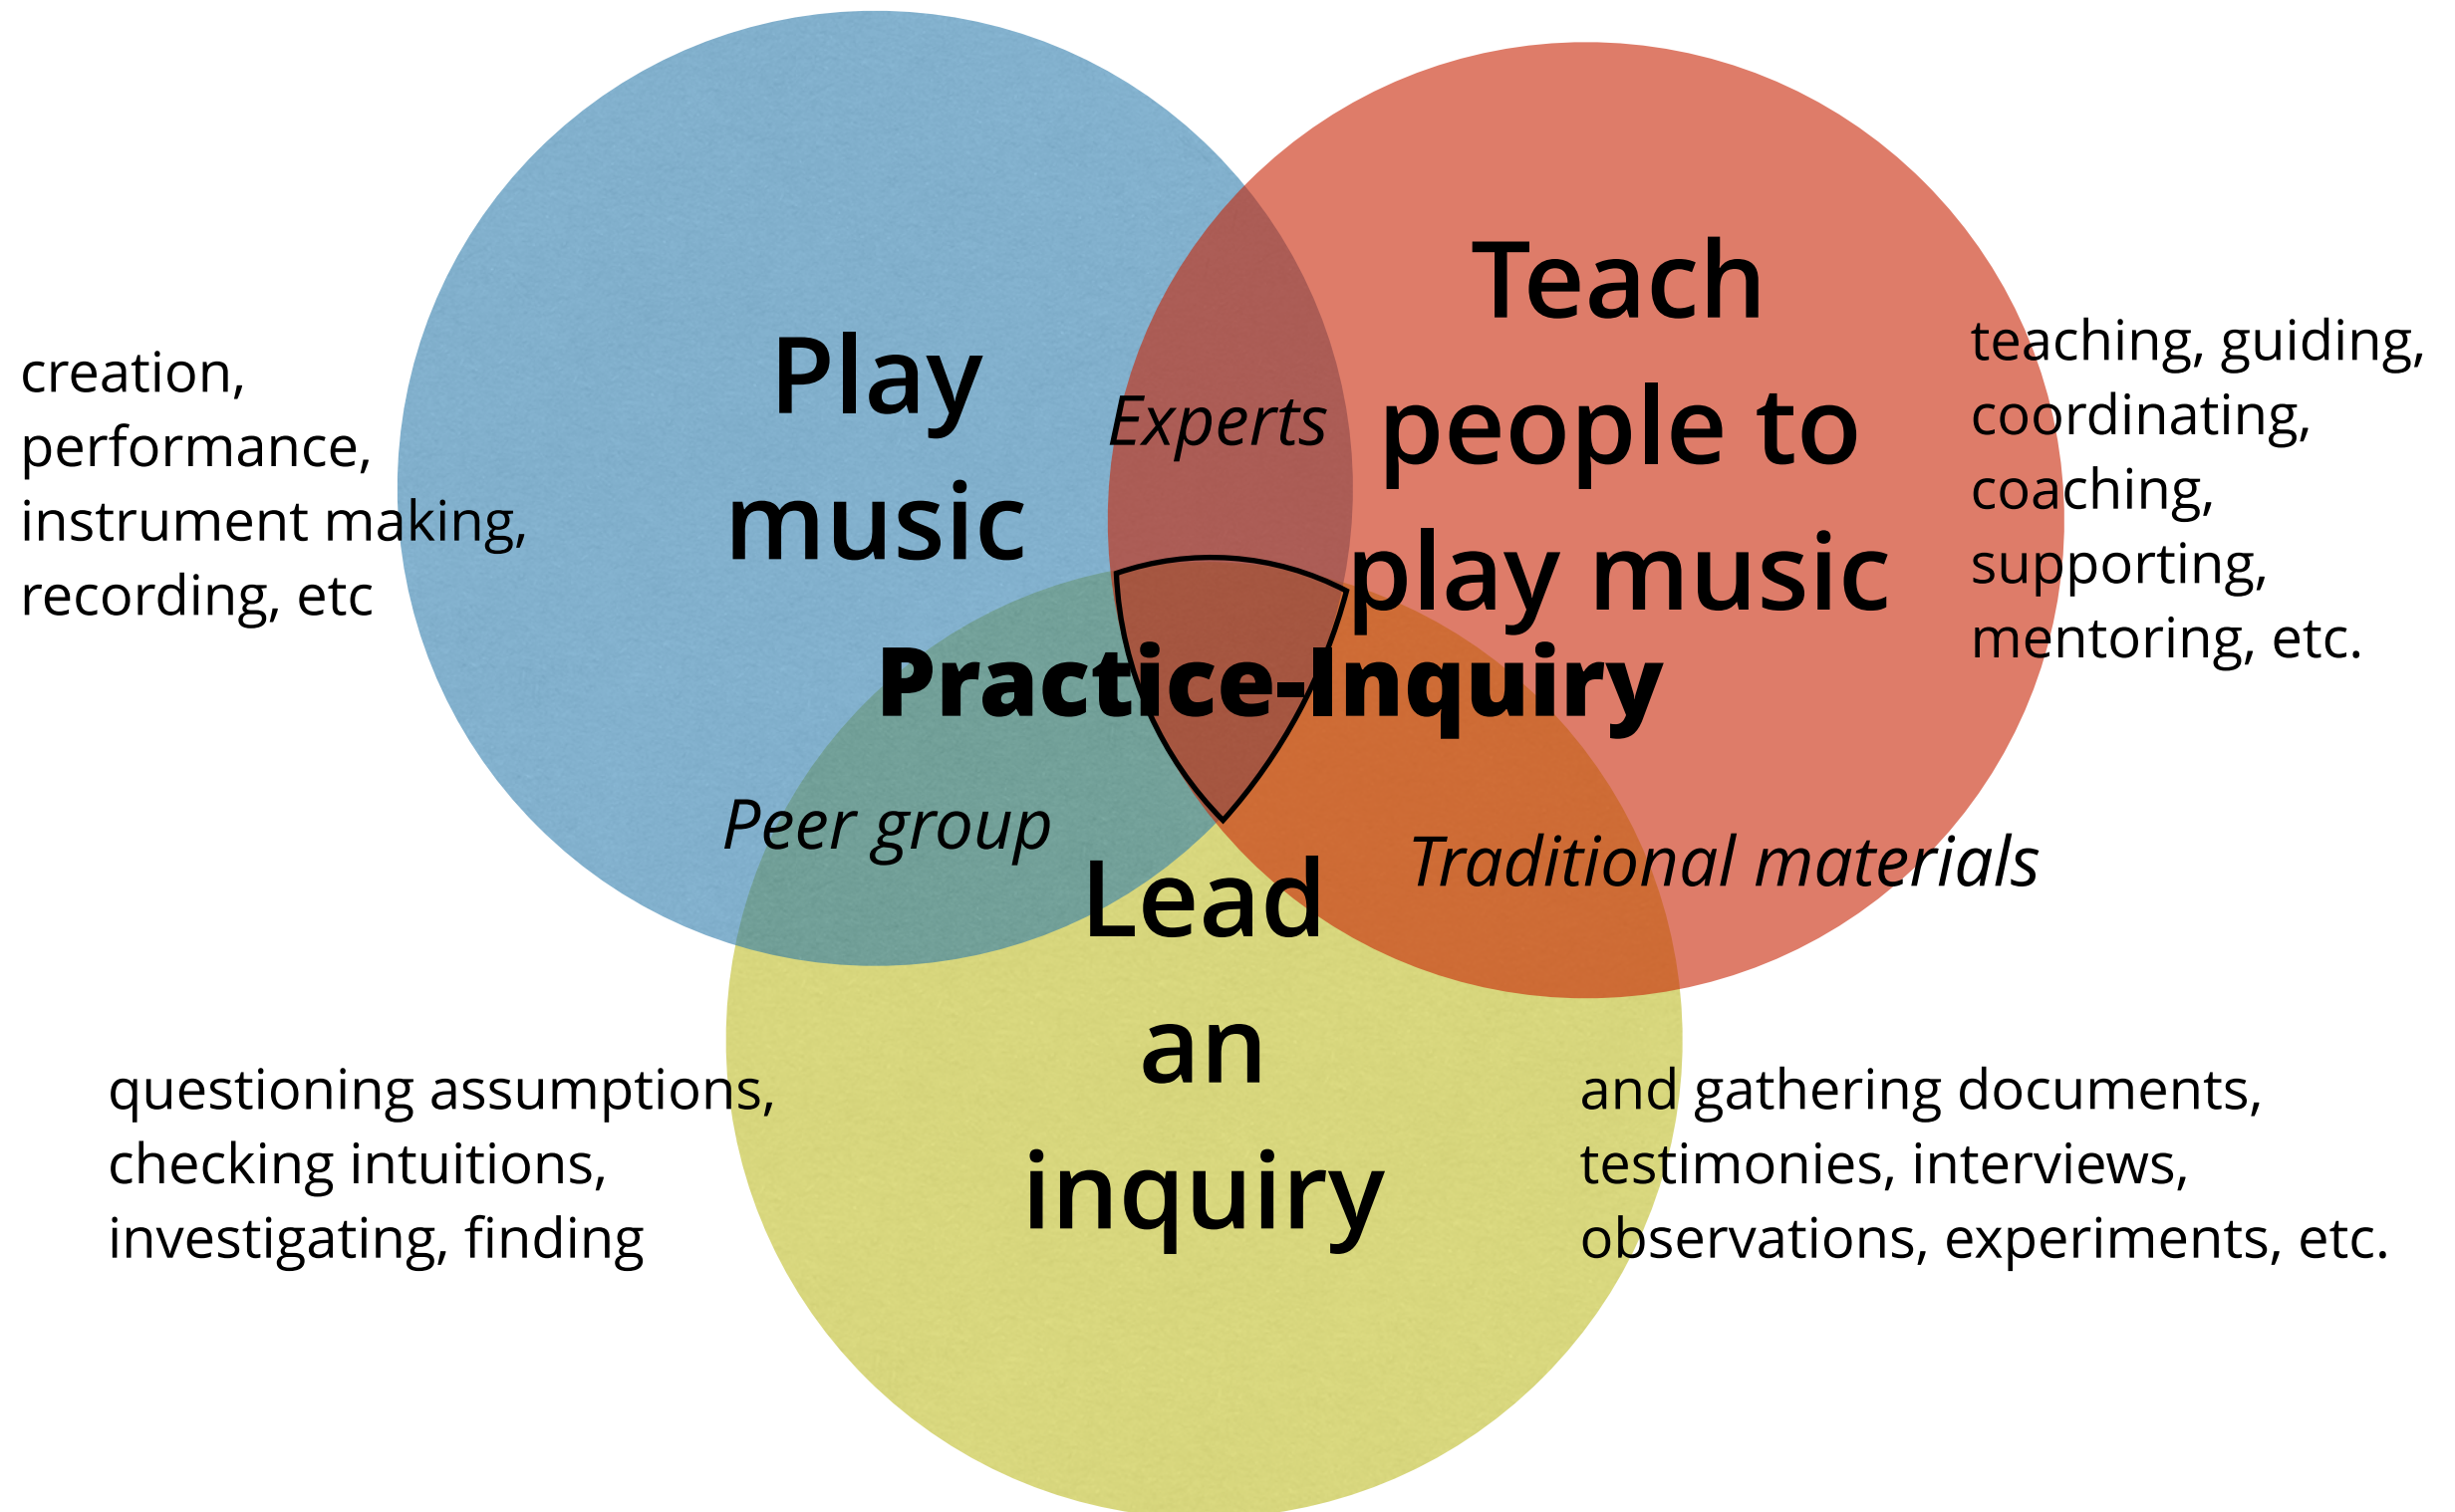 Play
music
Teach
people to
play music
creation,
performance,
instrument making,
recording, etc
Experts
teaching, guiding,
coordinating,
coaching,
supporting,
mentoring, etc.
Practice-Inquiry
Peer group
Traditional materials
Lead
an
inquiry
questioning assumptions,
checking intuitions,
investigating, finding
and gathering documents,
testimonies, interviews,
observations, experiments, etc.